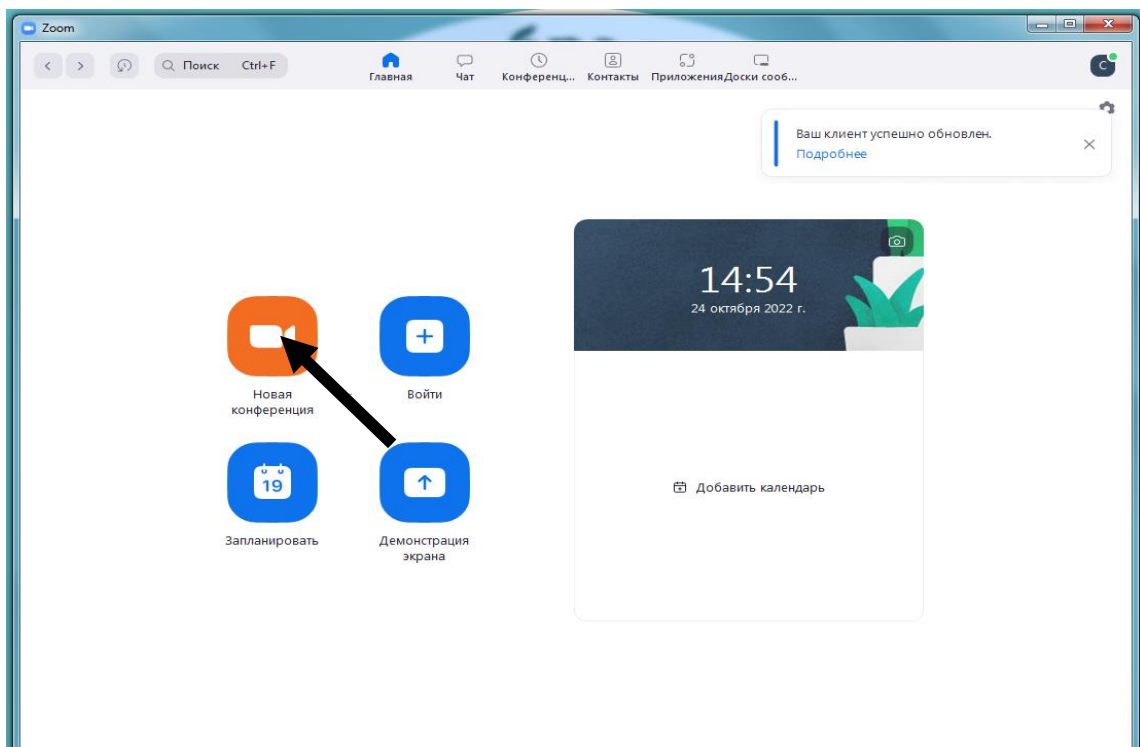 Zoom
Поиск Ctrl+F
Главная
Чат
Конференц...
Контакты
Приложения
Доски сооб...
C
Ваш клиент успешно обновлен.
Подробнее
14:54
24 октября 2022 г.
Новая
конференция
Войти
19
Запланировать
Демонстрация
экрана
Добавить календарь